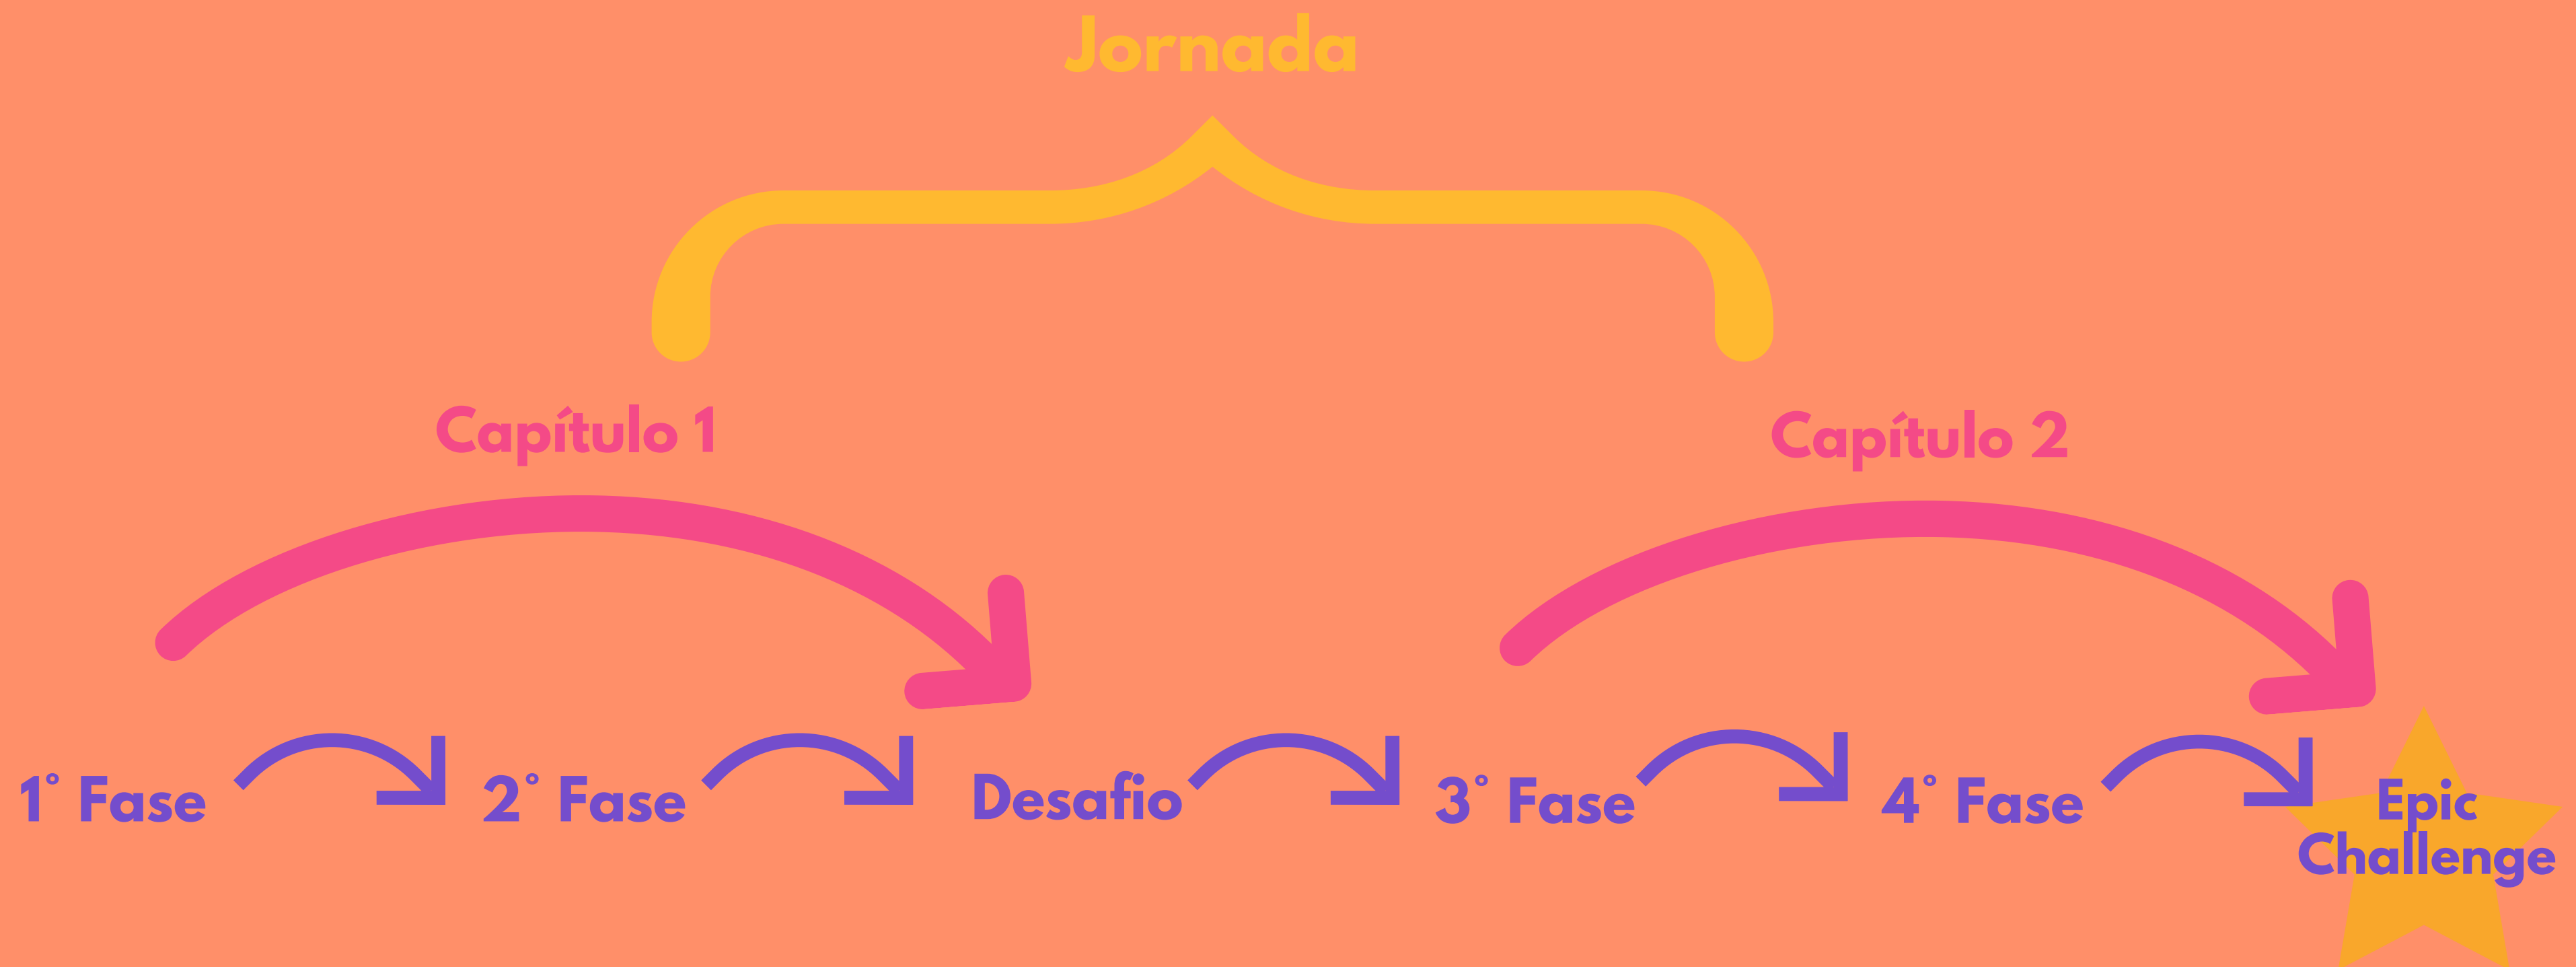 Jornada
Capítulo 1
Capítulo 2
1° Fase
2° Fase
Desafio
3° Fase
4° Fase
Epic
Challenge